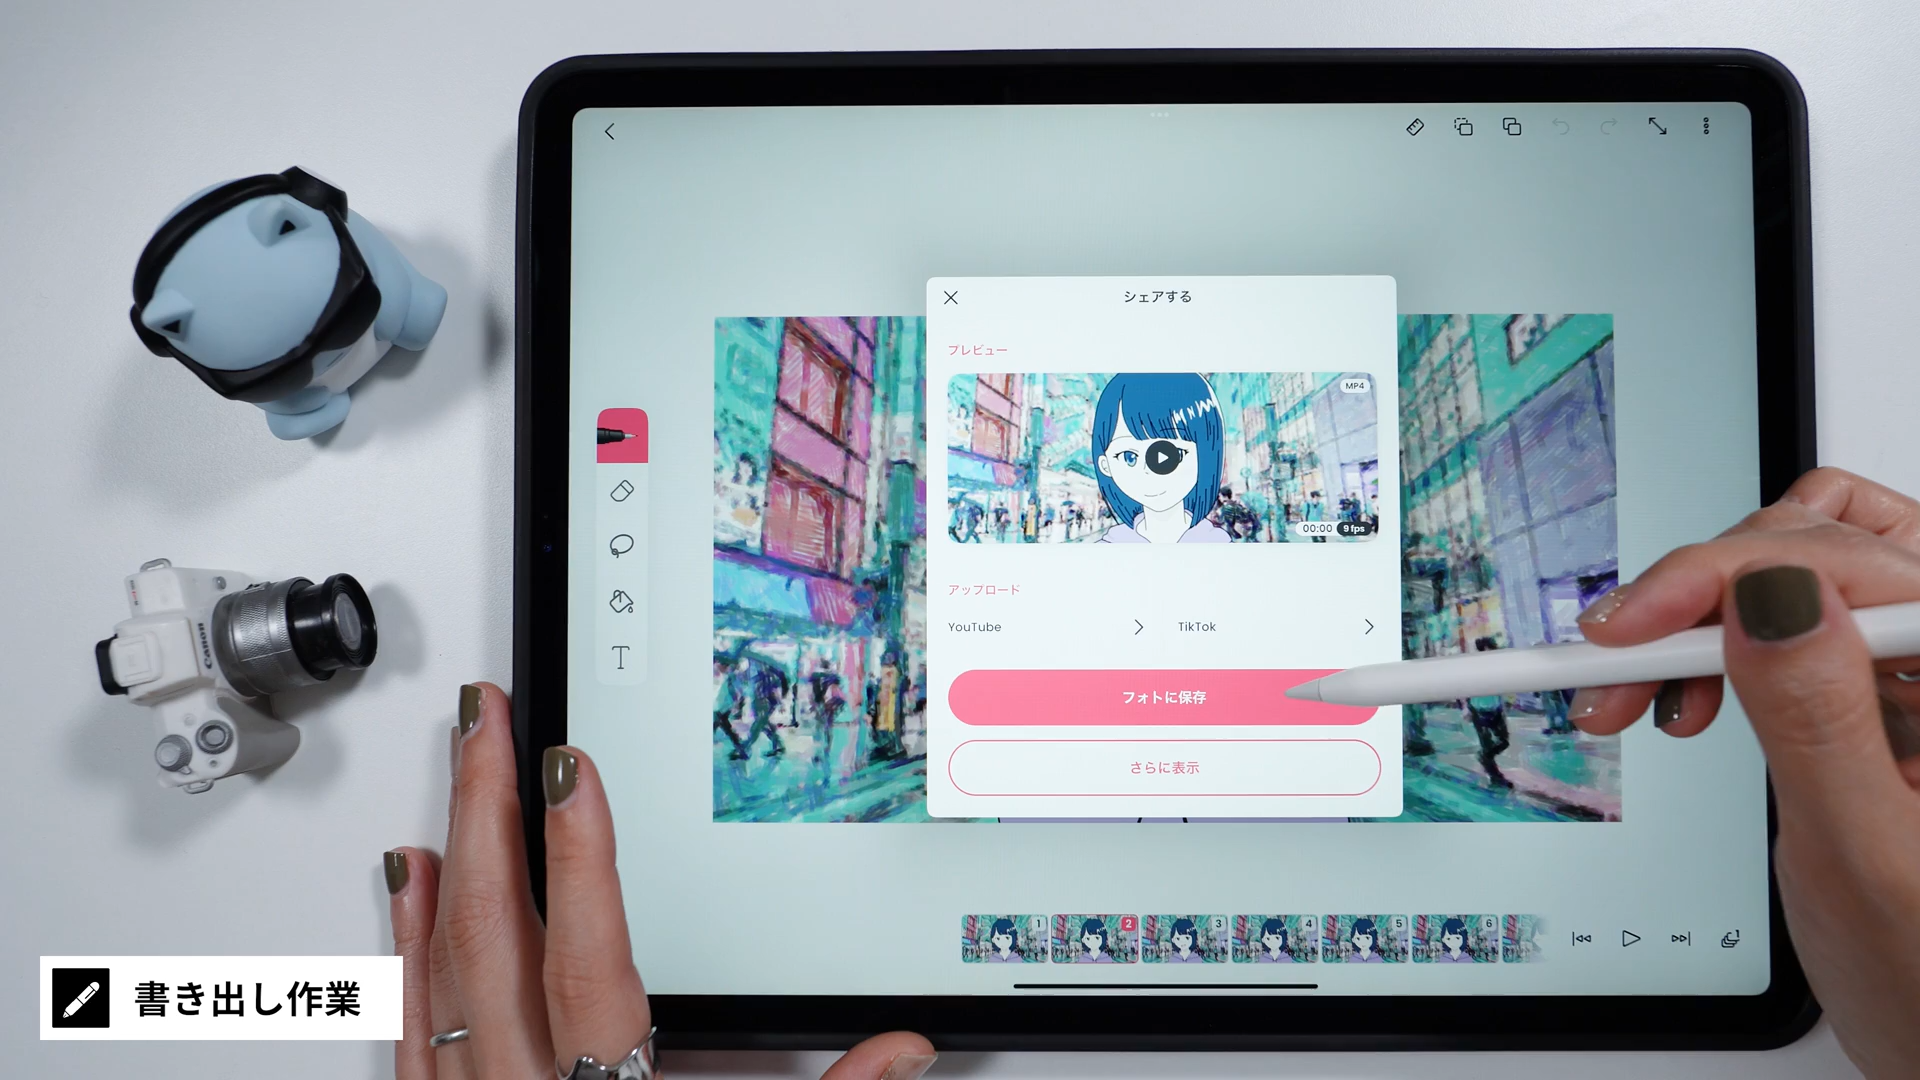 シェアする
プレビュー
MP4
00:00 9 fps
アップロード
YouTube
TikTok
フォトに保存
さらに表示
T
1
2
3
4
5
6
1
Canon
書き出し作業